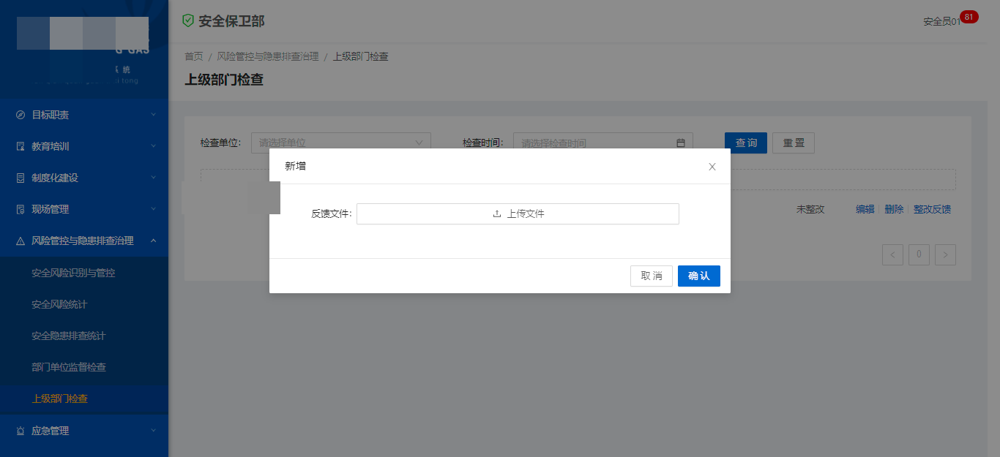 安全保卫部
安全员01
81
G GAS
系 统
首页 / 风险管控与隐患排查治理 / 上级部门检查
上级部门检查
目标职责
教育培训
制度化建设
现场管理
风险管控与隐患排查治理
安全风险识别与管控
安全风险统计
安全隐患排查统计
部门单位监督检查
上级部门检查
应急管理
检查单位: 请选择单位 检查时间: 请选择检查时间 查 询 重 置
新增
反馈文件: 上传文件
取 消 确 认
未整改 编辑 删除 整改反馈
< 0 >